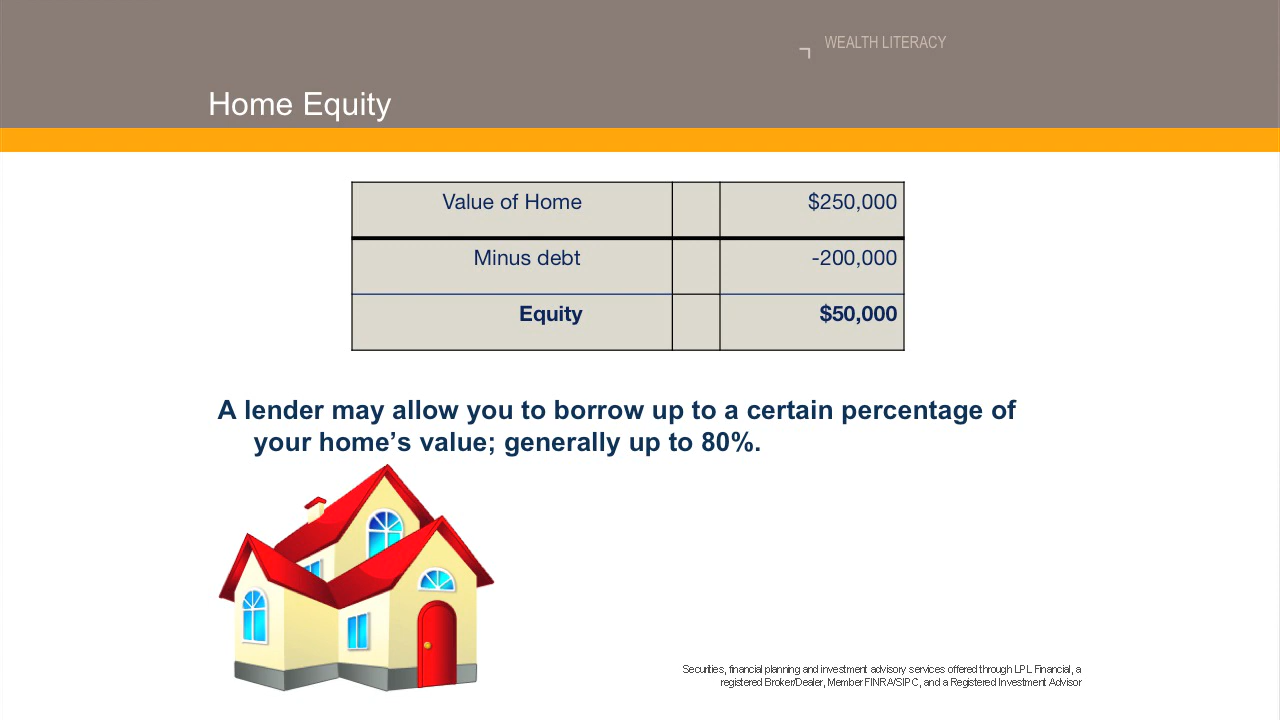 WEALTH LITERACY
Home Equity
Value of Home $250,000
Minus debt -200,000
Equity $50,000
A lender may allow you to borrow up to a certain percentage of
your home’s value; generally up to 80%.
Securities, financial planning and investment advisory services offered through LPL Financial, a
registered Broker/Dealer, Member FINRA/SIPC, and a Registered Investment Advisor